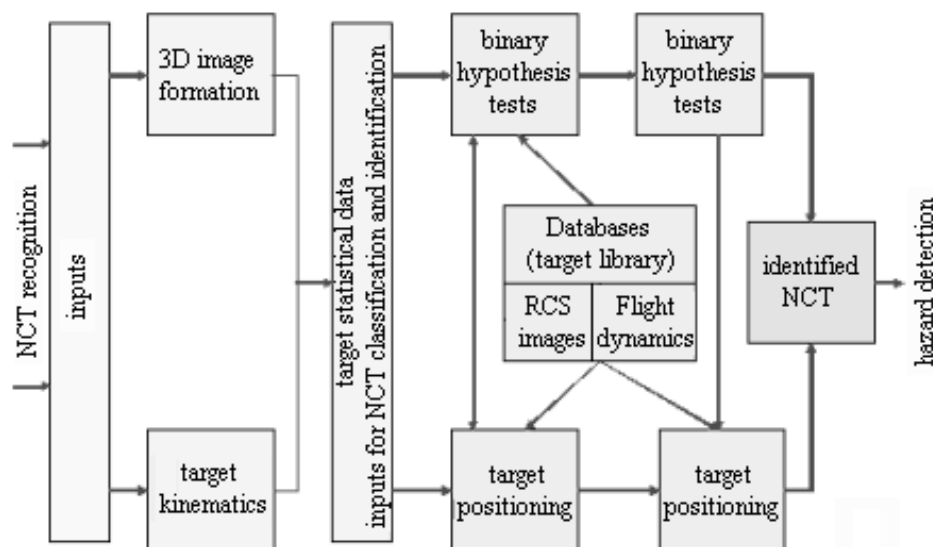 NCT recognition
inputs
3D image
formation
target
kinematics
target statistical data
inputs for NCT classification and identification
binary
hypothesis
tests
binary
hypothesis
tests
Databases
(target library)
RCS
images
Flight
dynamics
target
positioning
target
positioning
identified
NCT
hazard detection